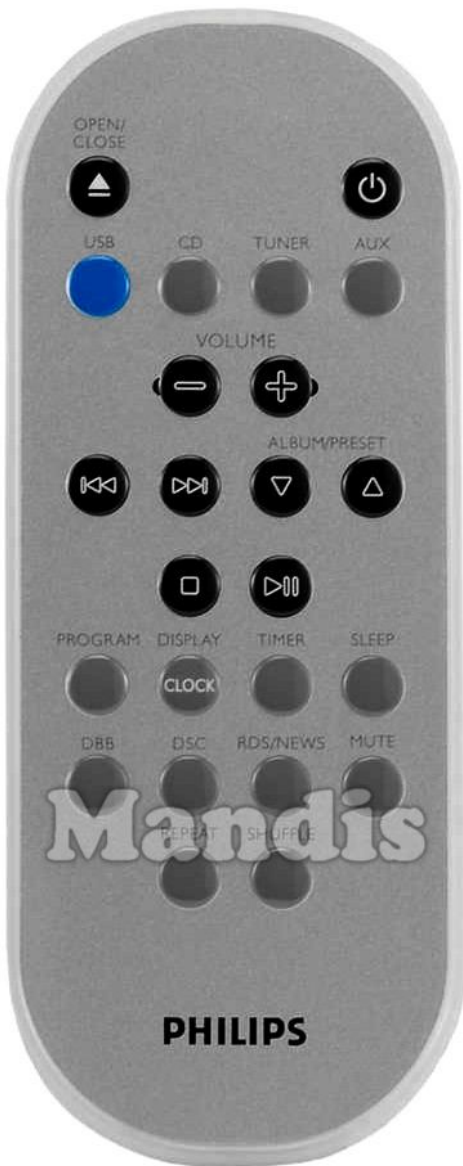 OPEN/
CLOSE
USB CD TUNER AUX
VOLUME
ALBUM/PRESET
PROGRAM DISPLAY TIMER SLEEP
CLOCK
DBB DSC RDS/NEWS MUTE
Mandis
REPEAT SHUFFLE
PHILIPS